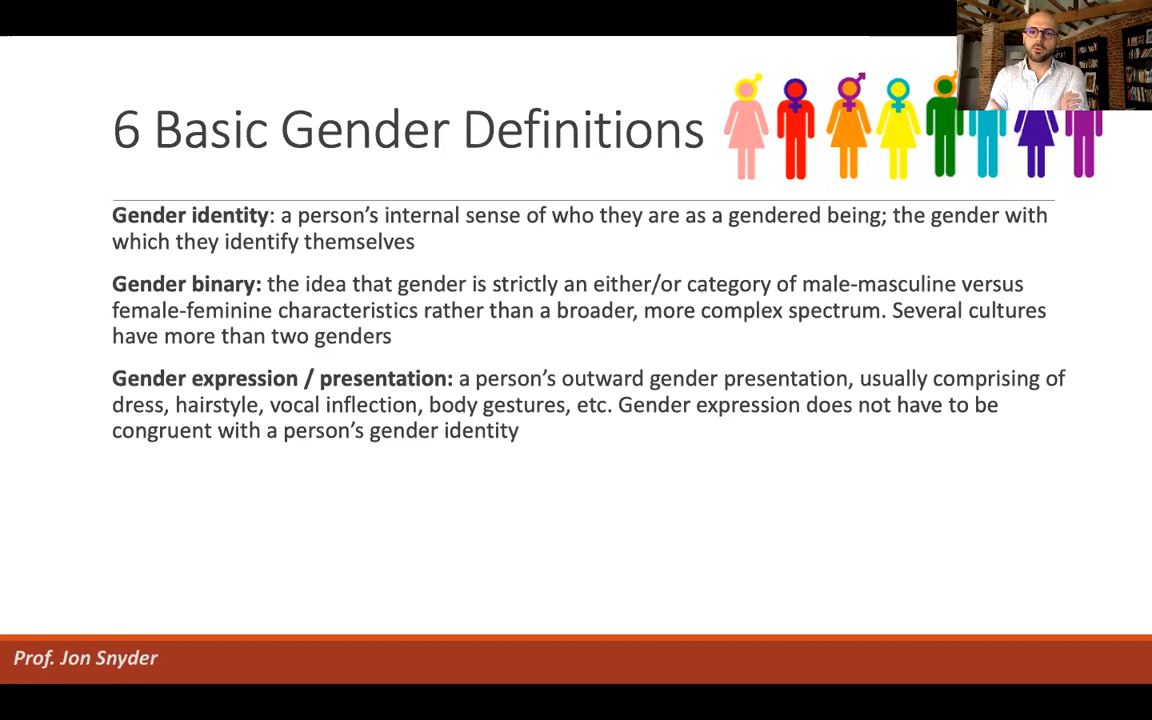 6 Basic Gender Definitions
Gender identity: a person’s internal sense of who they are as a gendered being; the gender with
which they identify themselves
Gender binary: the idea that gender is strictly an either/or category of male-masculine versus
female-feminine characteristics rather than a broader, more complex spectrum. Several cultures
have more than two genders
Gender expression / presentation: a person’s outward gender presentation, usually comprising of
dress, hairstyle, vocal inflection, body gestures, etc. Gender expression does not have to be
congruent with a person’s gender identity
Prof. Jon Snyder